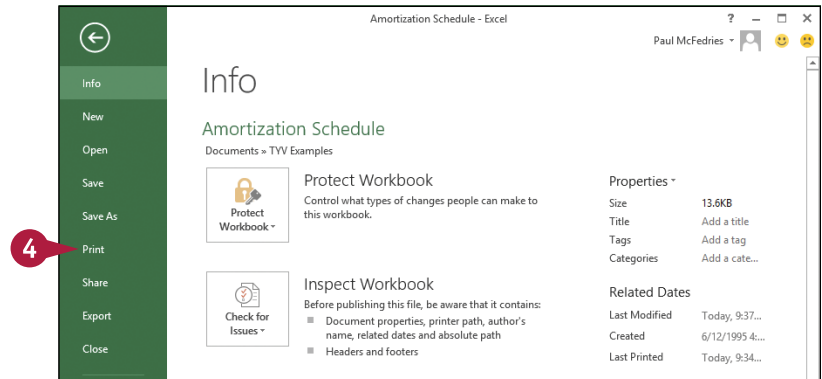 Amortization Schedule - Excel
?
Paul McFedries
Info
New
Open
Save
Save As
4
Print
Share
Export
Close
Info
Amortization Schedule
Documents » TYV Examples
Protect
Workbook
Protect Workbook
Control what types of changes people can make to
this workbook.
Check for
Issues
Inspect Workbook
Before publishing this file, be aware that it contains:
Document properties, printer path, author's
name, related dates and absolute path
Headers and footers
Properties
Size 13.6KB
Title Add a title
Tags Add a tag
Categories Add a cate...
Related Dates
Last Modified Today, 9:37...
Created 6/12/1995 4:...
Last Printed Today, 9:34...